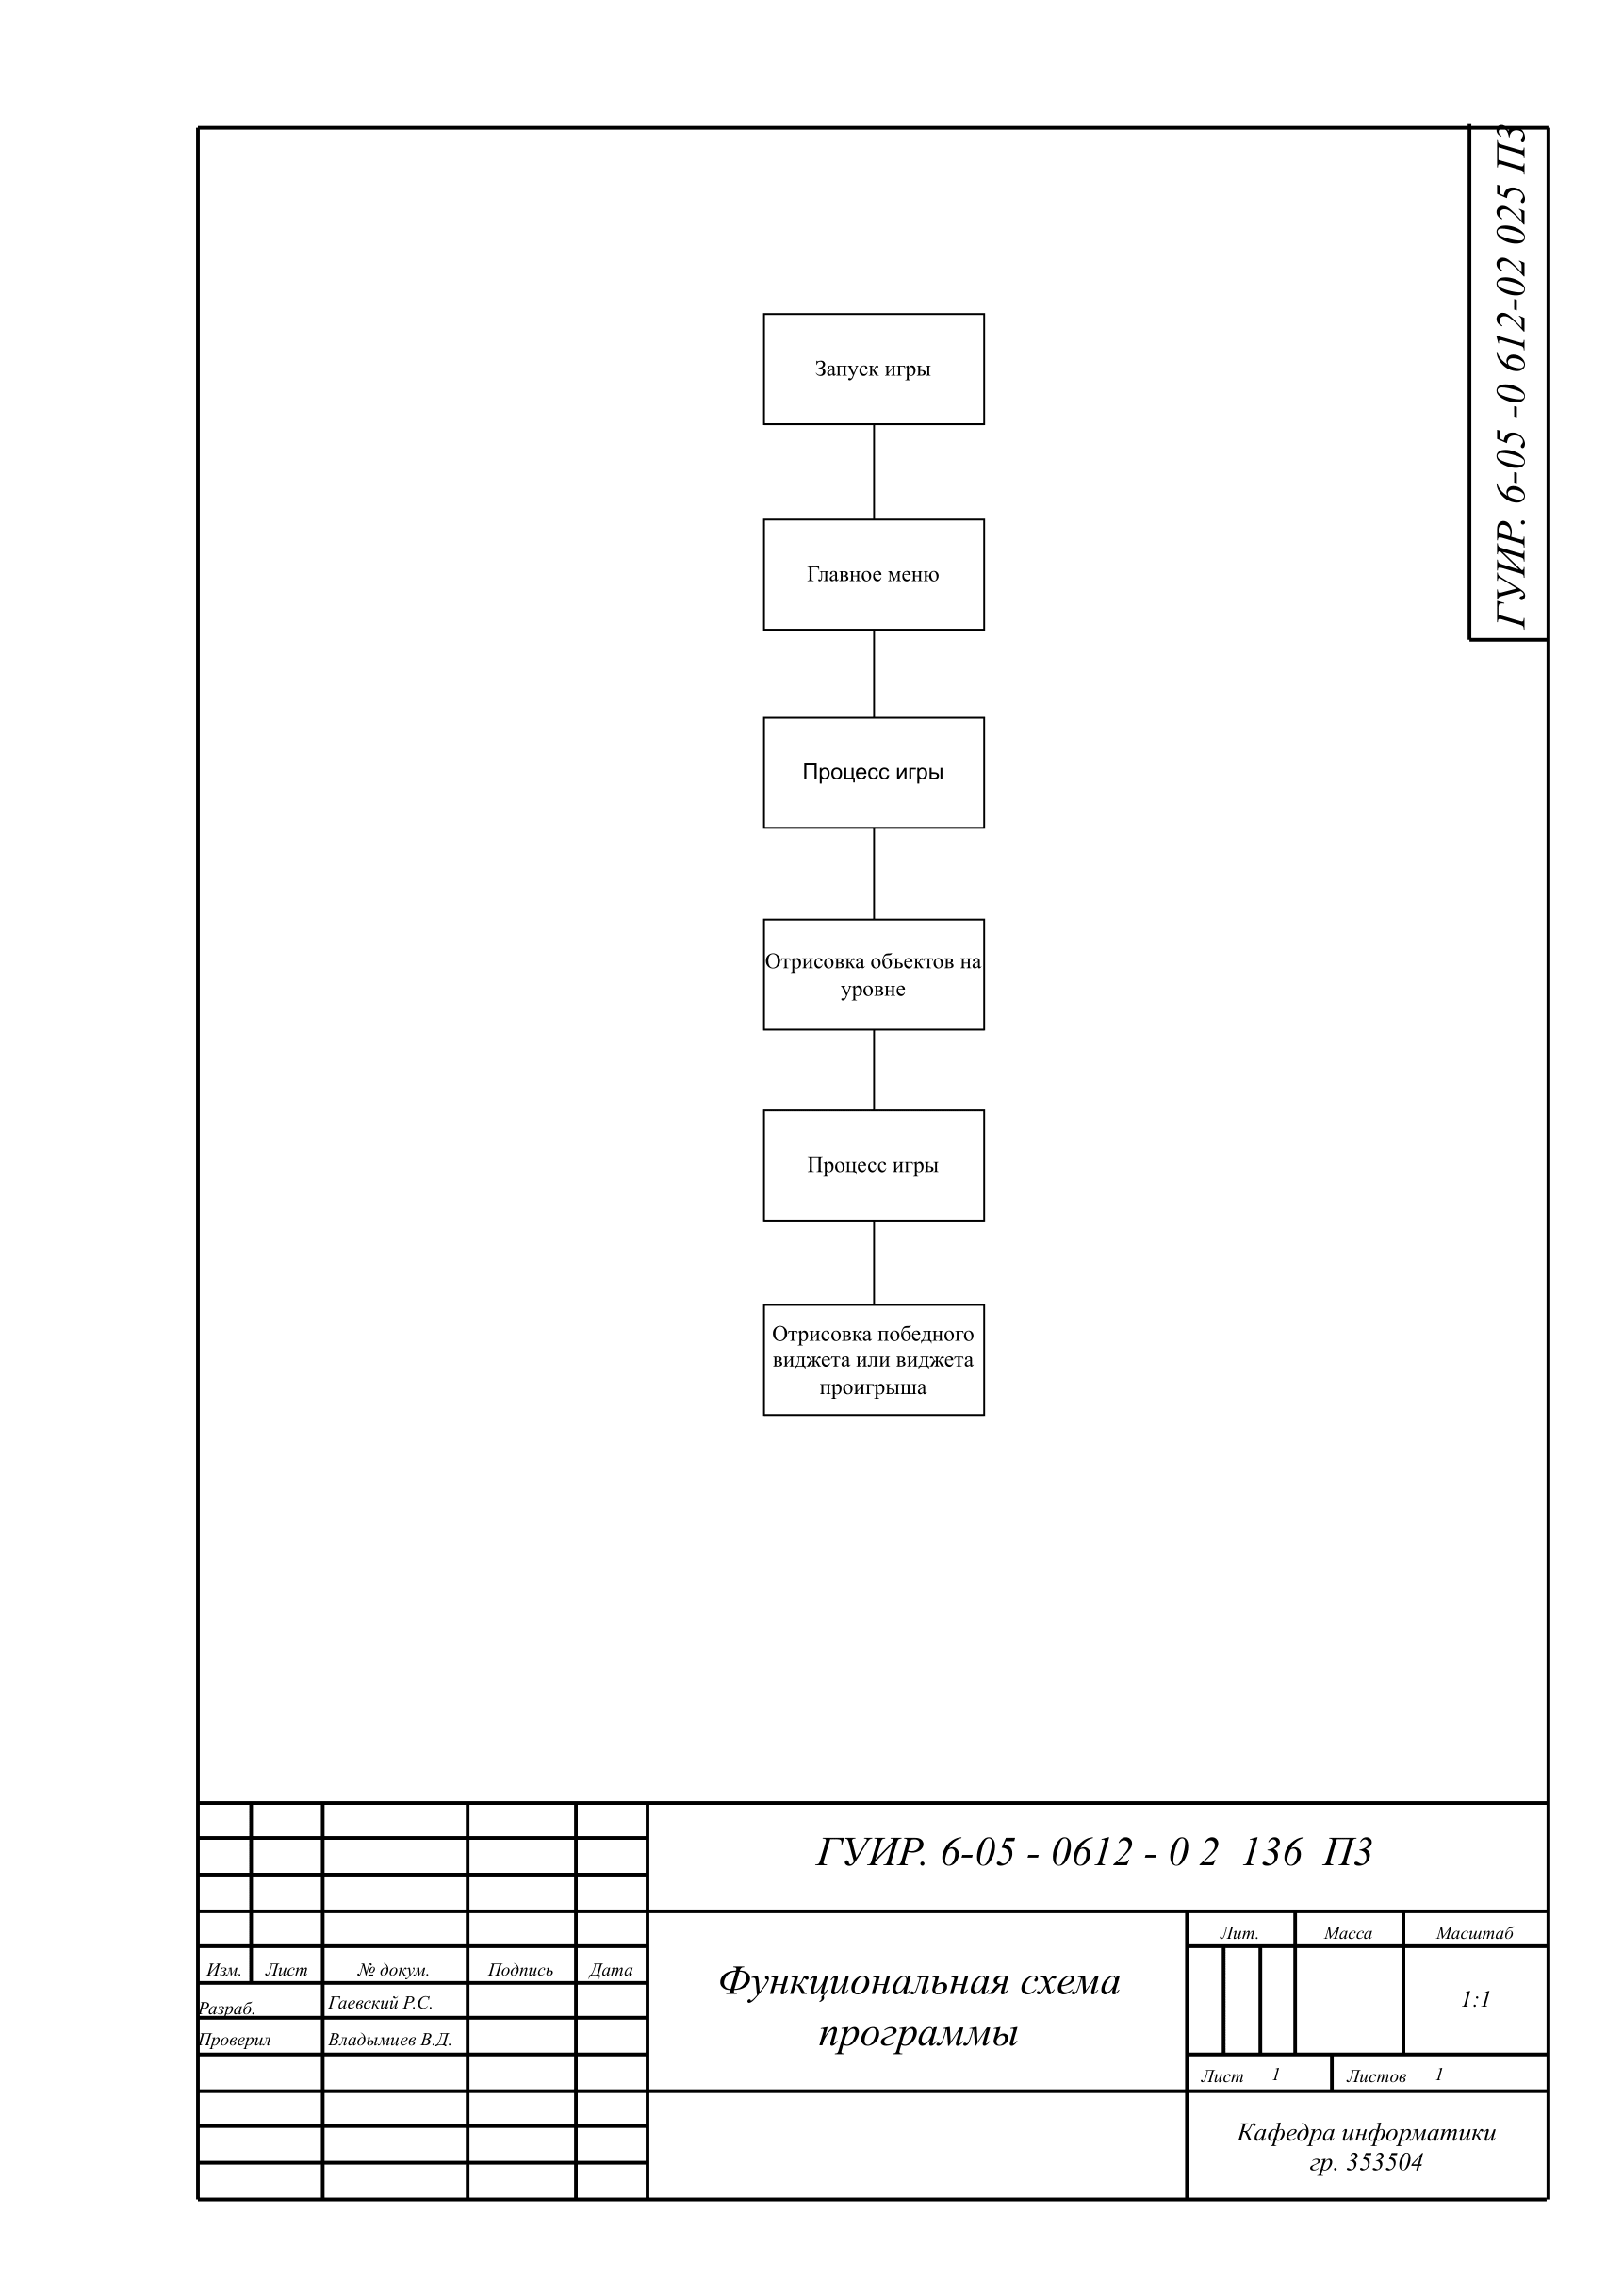 ГУИР. 6-05 -0 612-02 025 ПЗ
Запуск игры
Главное меню
Процесс игры
Отрисовка объектов на
уровне
Процесс игры
Отрисовка победного
виджета или виджета
проигрыша
ГУИР. 6-05 - 0612 - 0 2 136 ПЗ
Изм. Лист № докум. Подпись Дата
Разраб. Гаевский Р.С.
Проверил Владымцев В.Д.
Функциональная схема
программы
Лит. Масса Масштаб
1:1
Лист 1 Листов 1
Кафедра информатики
гр. 353504